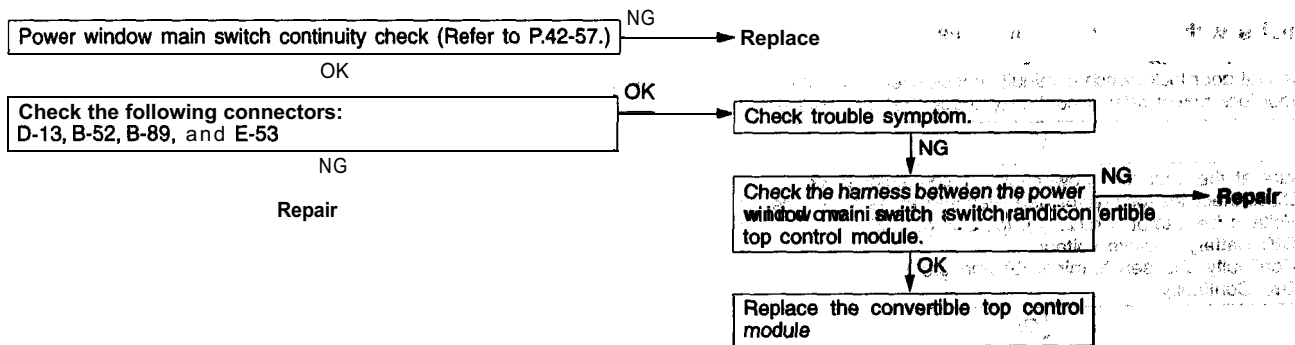 NG
Power window main switch continuity check (Refer to P.42-57.)
Replace
OK
Check the following connectors:
D-13, B-52, B-89, and E-53
OK
Check trouble symptom.
NG
Repair
NG
Check the harness between the power
top control module.
NG
Repair
OK
Replace the convertible top control
module